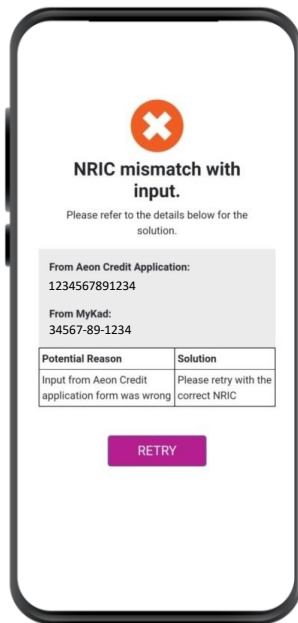 NRIC mismatch with
input.
Please refer to the details below for the
solution.
From Aeon Credit Application:
1234567891234
From MyKad:
34567-89-1234
Potential Reason Solution
Input from Aeon Credit Please retry with the
application form was wrong correct NRIC
RETRY